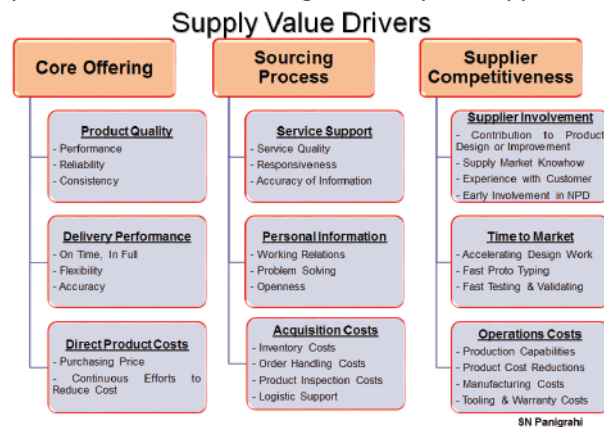 Supply Value Drivers
Core Offering
Product Quality
- Performance
- Reliability
- Consistency
Delivery Performance
- On Time, In Full
- Flexibility
- Accuracy
Direct Product Costs
- Purchasing Price
- Continuous Efforts to
Reduce Cost
Sourcing
Process
Service Support
- Service Quality
- Responsiveness
- Accuracy of Information
Personal Information
- Working Relations
- Problem Solving
- Openness
Acquisition Costs
- Inventory Costs
- Order Handling Costs
- Product Inspection Costs
- Logistic Support
Supplier
Competitiveness
Supplier Involvement
- Contribution to Product
Design or Improvement
- Supply Market Knowhow
- Experience with Customer
- Early Involvement in NPD
Time to Market
- Accelerating Design Work
- Fast Proto Typing
- Fast Testing & Validating
Operations Costs
- Production Capabilities
- Product Cost Reductions
- Manufacturing Costs
- Tooling & Warranty Costs
SN Panigrahi